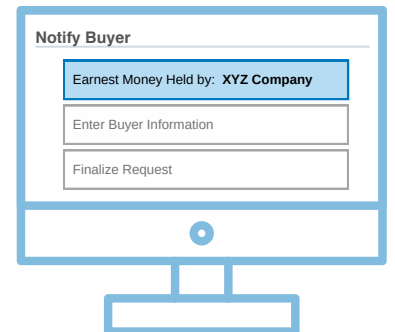 Notify Buyer
Earnest Money Held by: XYZ Company
Enter Buyer Information
Finalize Request